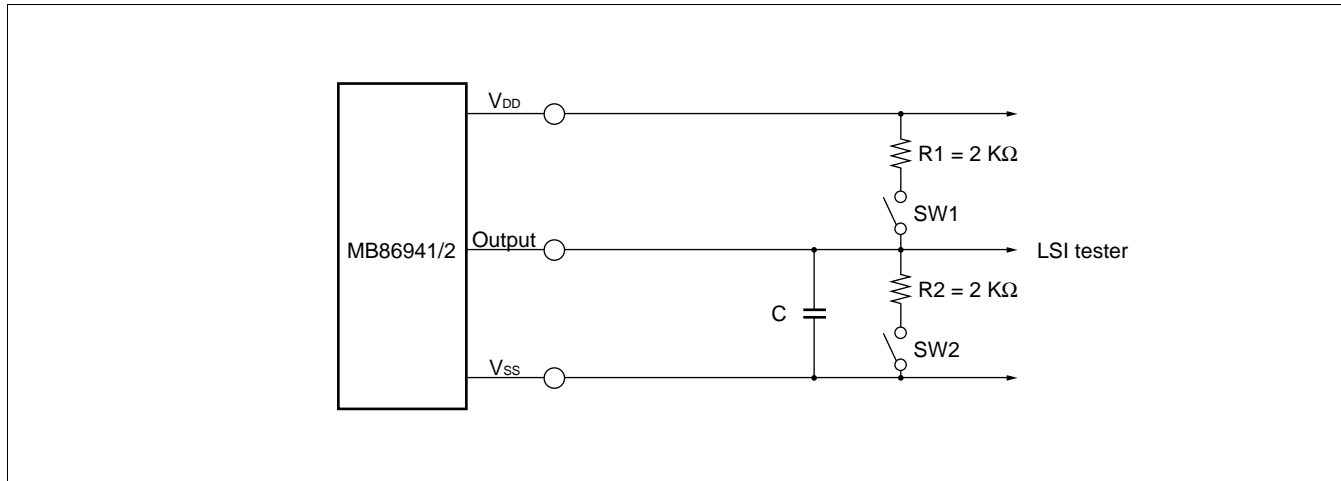 VDD
R1 = 2 KΩ
SW1
MB86941/2
Output
LSI tester
R2 = 2 KΩ
C
SW2
VSS